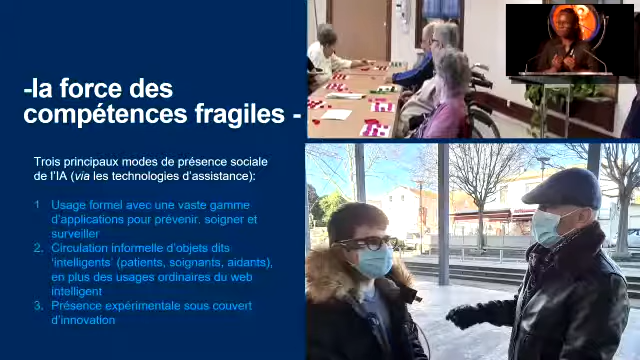 -la force des
compétences fragiles -
Trois principaux modes de présence sociale
de l'IA (via les technologies d'assistance):
1 Usage formel avec une vaste gamme
d'applications pour prévenir, soigner et
surveiller
2. Circulation informelle d'objets dits
'intelligents' (patients, soignants, aidants),
en plus des usages ordinaires du web
intelligent
3. Présence expérimentale sous couvert
d'innovation